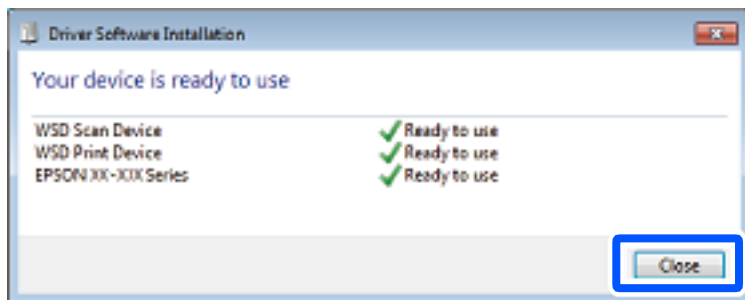 Driver Software Installation
Your device is ready to use
WSD Scan Device Ready to use
WSD Print Device Ready to use
EPSON XX-XXX Series Ready to use
Close